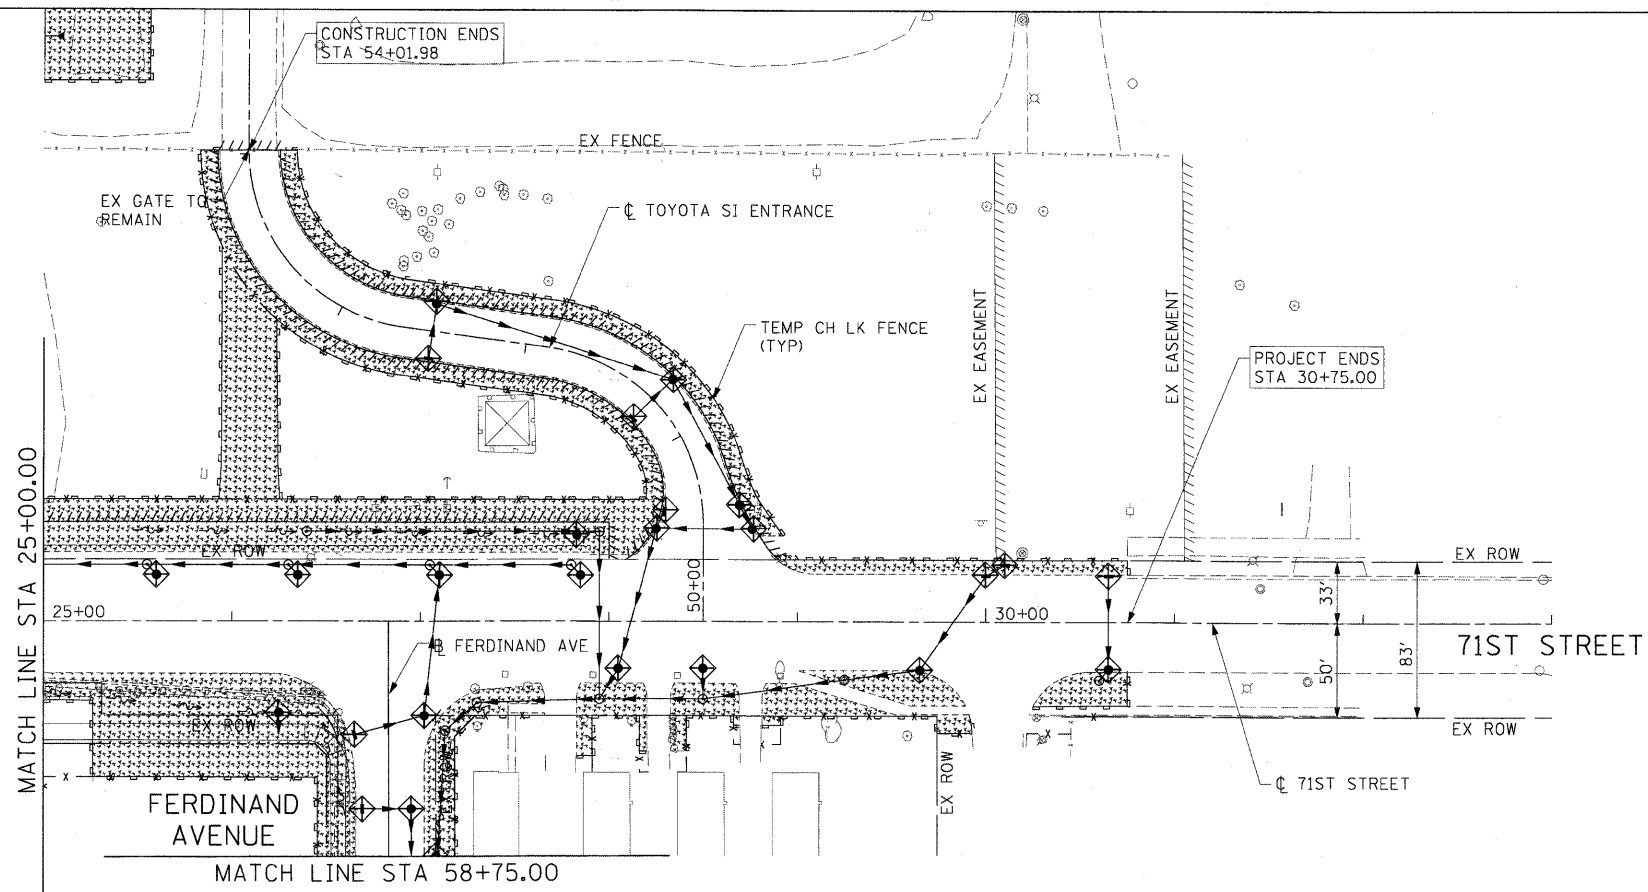 CONSTRUCTION ENDS
STA 54+01.98
EX FENCE
EX GATE TO
REMAIN
℄ TOYOTA SI ENTRANCE
EX EASEMENT
EX EASEMENT
TEMP CH LK FENCE
(TYP)
PROJECT ENDS
STA 30+75.00
MATCH LINE STA 25+00.00
EX ROW
EX ROW
50+00
25+00
30+00
33'
50'
83'
71ST STREET
℄ FERDINAND AVE
EX ROW
EX ROW
EX ROW
EX ROW
℄ 71ST STREET
FERDINAND
AVENUE
MATCH LINE STA 58+75.00